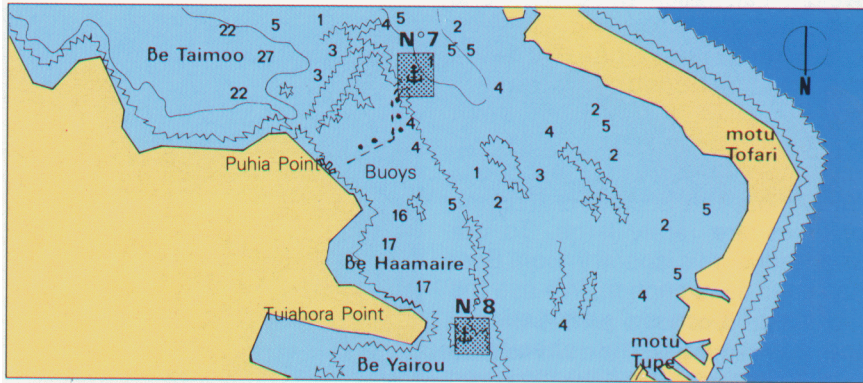 22 5 1 4 5 2
N°7
Be Taimoo 27 3 5 5
3 1
22 4
2
4 4 5
motu
Tofari
4 2
Puhia Point Buoys 1 3
16 5 2 5
2
17
Be Haamaire 5
17 4
N°8
Tuiahora Point 4
motu
Tupe
Be Yairou
N